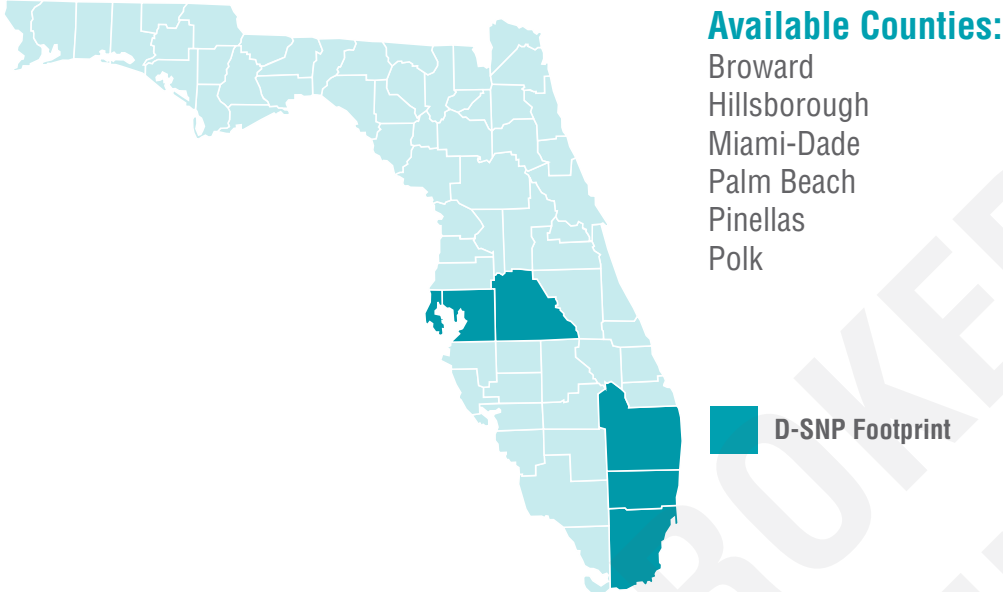 Available Counties:
Broward
Hillsborough
Miami-Dade
Palm Beach
Pinellas
Polk
D-SNP Footprint